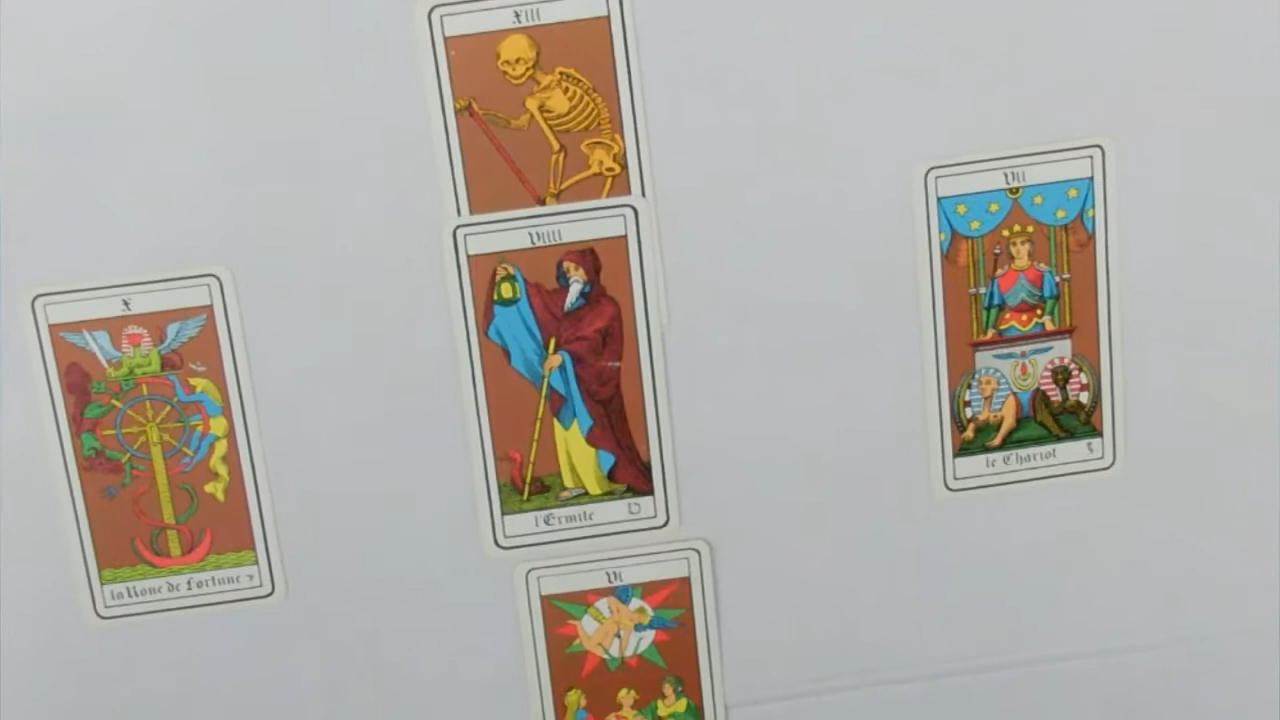 XIII
VIIII
l'Ermite ט
X
la Roue de Fortune
VII
le Chariot
VI